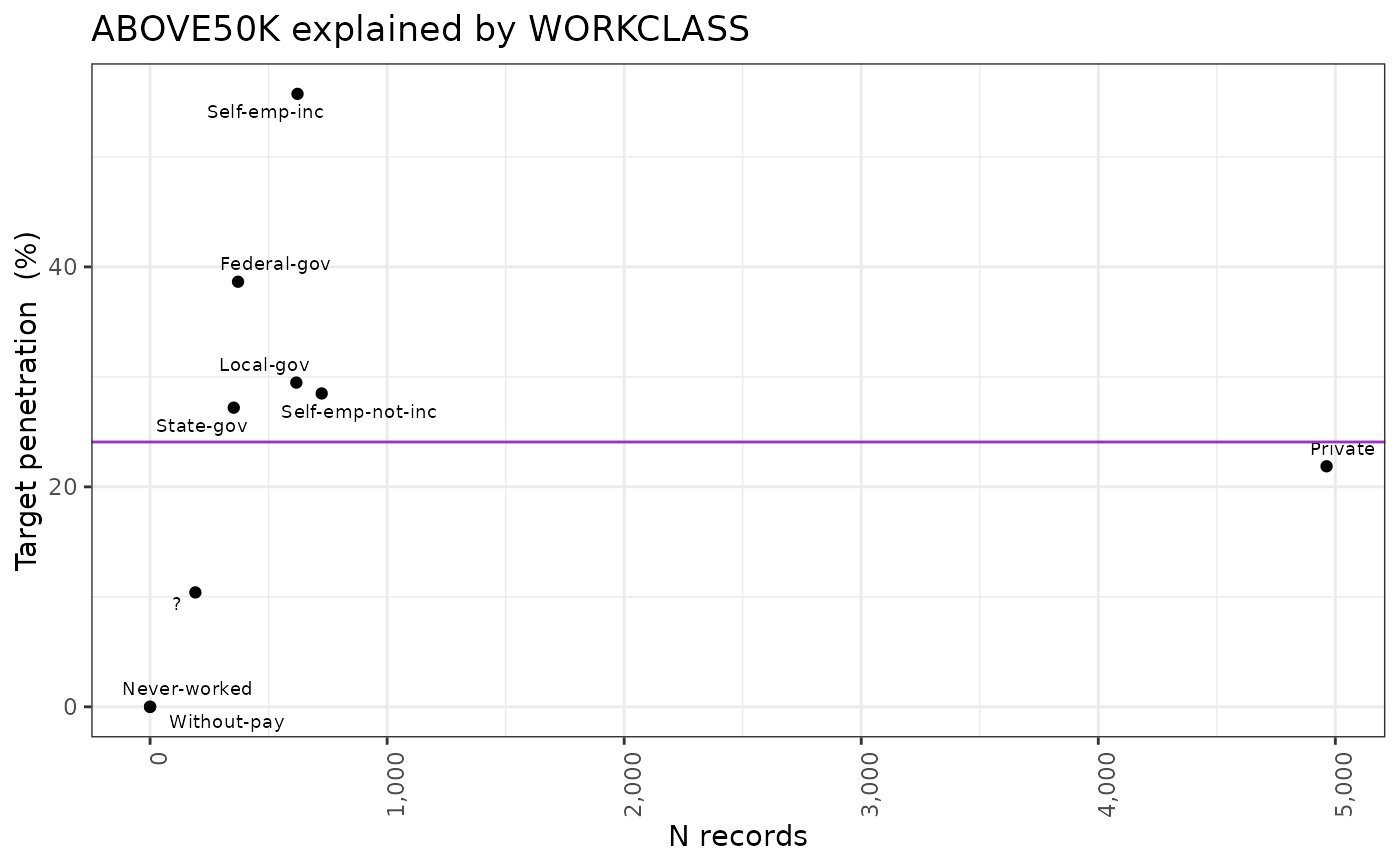 ABOVE50K explained by WORKCLASS
Target penetration (%)
Self-emp-inc
40
Federal-gov
Local-gov
Self-emp-not-inc
State-gov
Private
20
?
Never-worked
0
Without-pay
0
1,000
2,000
3,000
4,000
5,000
N records